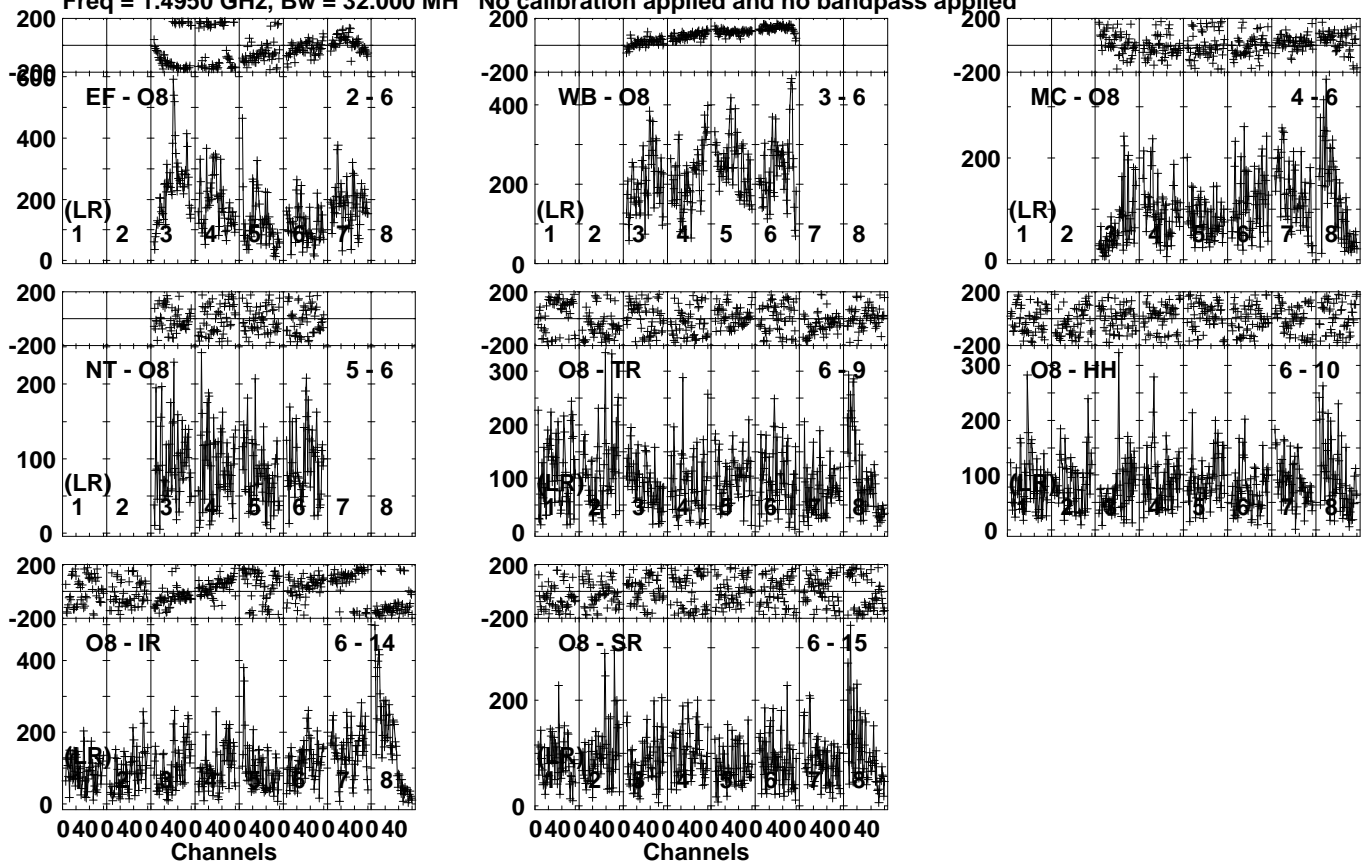 Freq = 1.4950 GHz, Bw = 32.000 MH No calibration applied and no bandpass applied
200
-200
600
400
200
0
EF - O8 2 - 6
(LR)
1 2 3 4 5 6 7 8
200
-200
400
200
0
WB - O8 3 - 6
(LR)
1 2 3 4 5 6 7 8
200
-200
200
0
MC - O8 4 - 6
(LR)
1 2 3 4 5 6 7 8
200
-200
200
100
0
NT - O8 5 - 6
(LR)
1 2 3 4 5 6 7 8
200
-200
300
200
100
0
O8 - TR 6 - 9
(LR)
1 2 3 4 5 6 7 8
200
-200
300
200
100
0
O8 - HH 6 - 10
(LR)
1 2 3 4 5 6 7 8
200
-200
400
200
0
O8 - IR 6 - 14
(LR)
1 2 3 4 5 6 7 8
0 40 0 40 0 40 0 40 0 40 0 40 0 40 0 40
Channels
200
-200
200
0
O8 - SR 6 - 15
(LR)
1 2 3 4 5 6 7 8
0 40 0 40 0 40 0 40 0 40 0 40 0 40 0 40
Channels